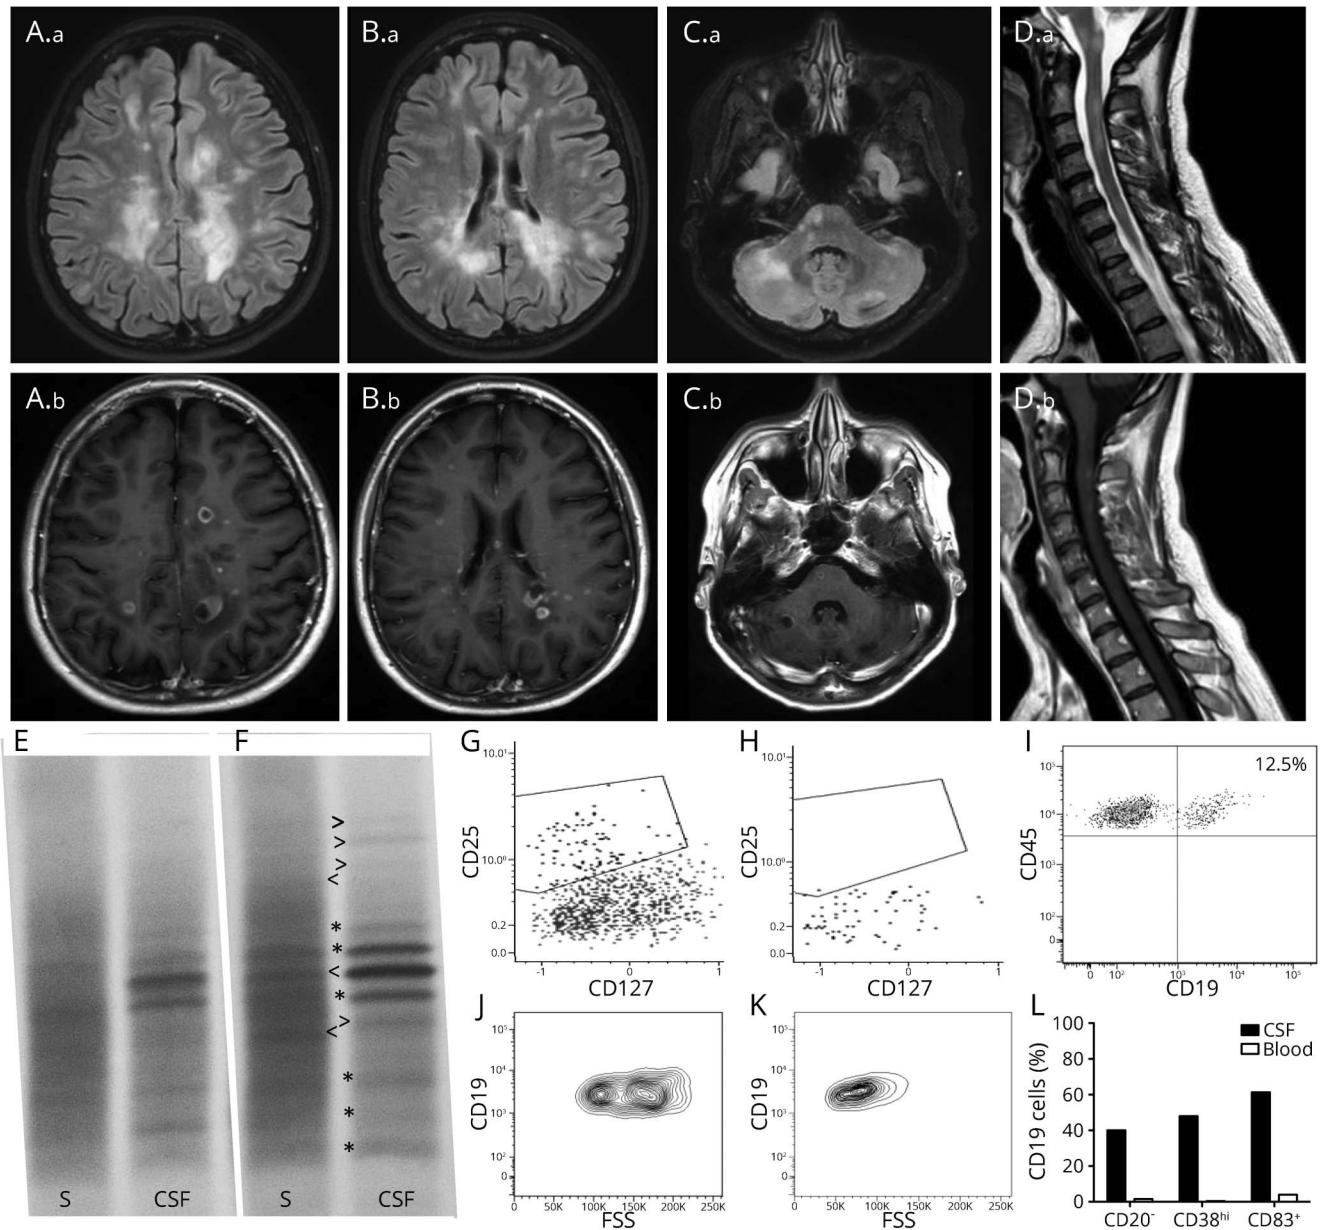 A.a B.a C.a D.a
A.b B.b C.b D.b
E F G H I
>
>
>
<
*
*
<
*
<>
*
*
*
S CSF S CSF
CD25
10.01
10.00
0.2
0.0
-1 0 1
CD127
CD25
10.01
10.00
0.2
0.0
-1 0 1
CD127
12.5%
CD45
10⁵
10⁴
10³
10²
0
0 10² 10³ 10⁴ 10⁵
CD19
J K L
CD19
10⁵
10⁴
10³
10²
0
50K 100K 150K 200K 250K
FSS
CD19
10⁵
10⁴
10³
10²
0
50K 100K 150K 200K 250K
FSS
CD19 cells (%)
100
80
60
40
20
0
CSF
Blood
CD20⁻ CD38ʰⁱ CD83⁺